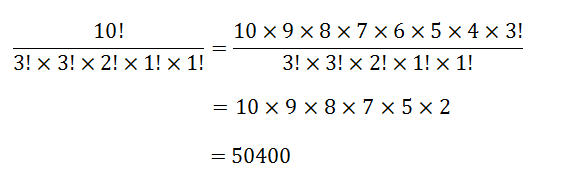 10! / 3! × 3! × 2! × 1! × 1! = 10 × 9 × 8 × 7 × 6 × 5 × 4 × 3! / 3! × 3! × 2! × 1! × 1!
= 10 × 9 × 8 × 7 × 5 × 2
= 50400